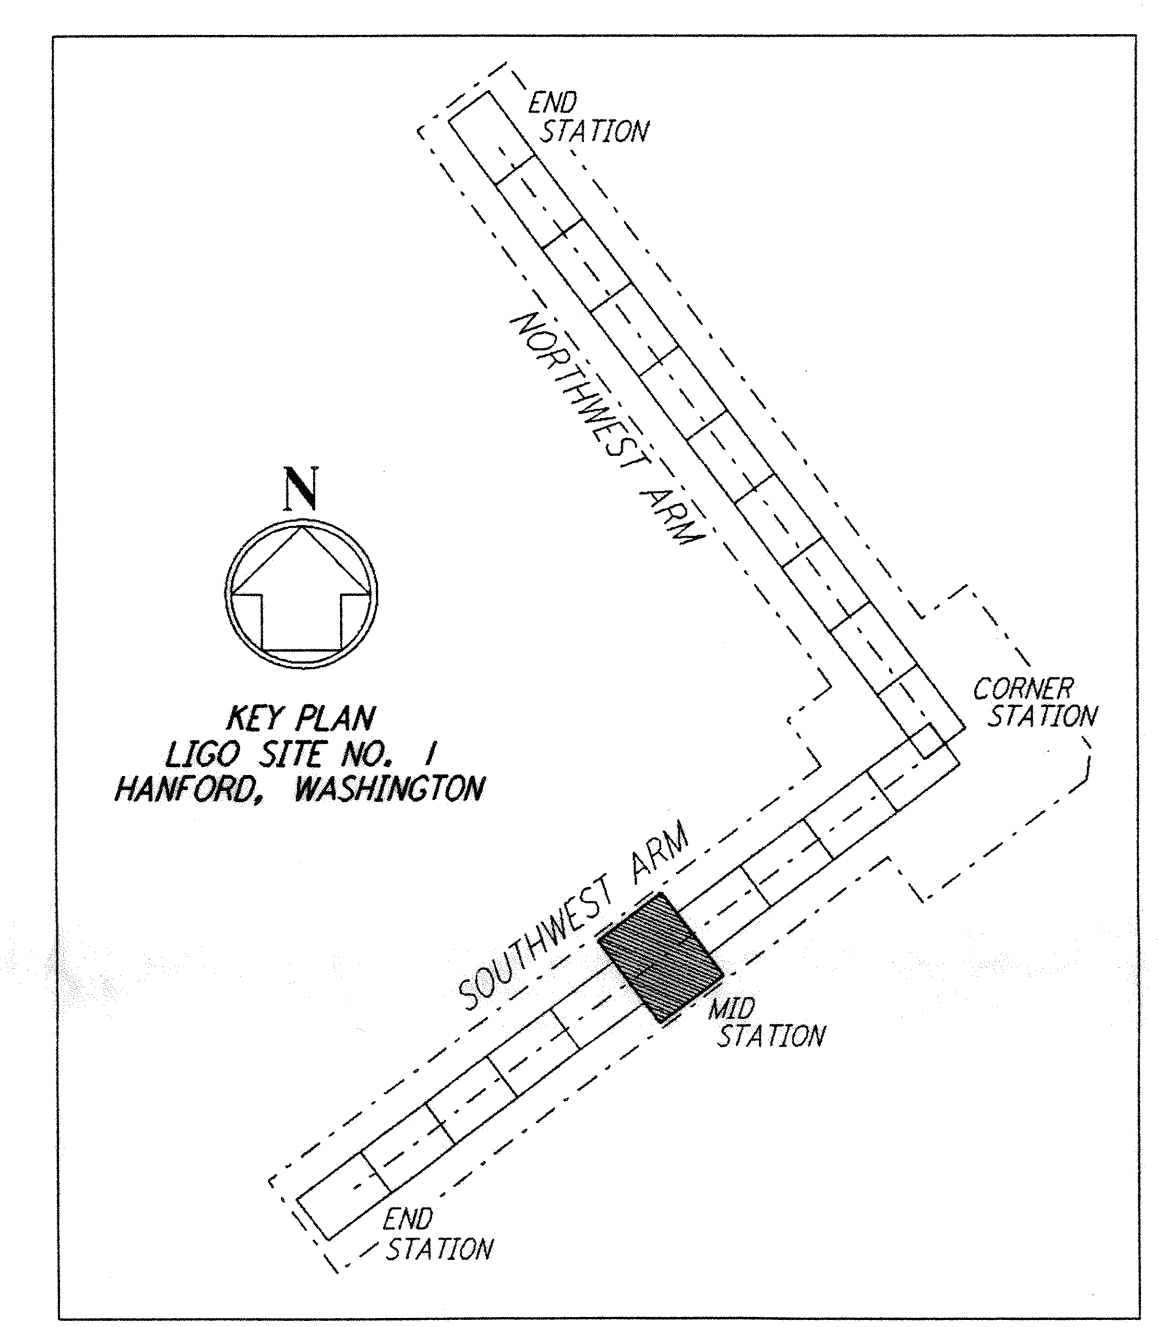 END
STATION
NORTHWEST ARM
N
CORNER
STATION
KEY PLAN
LIGO SITE NO. 1
HANFORD, WASHINGTON
SOUTHWEST ARM
MID
STATION
END
STATION